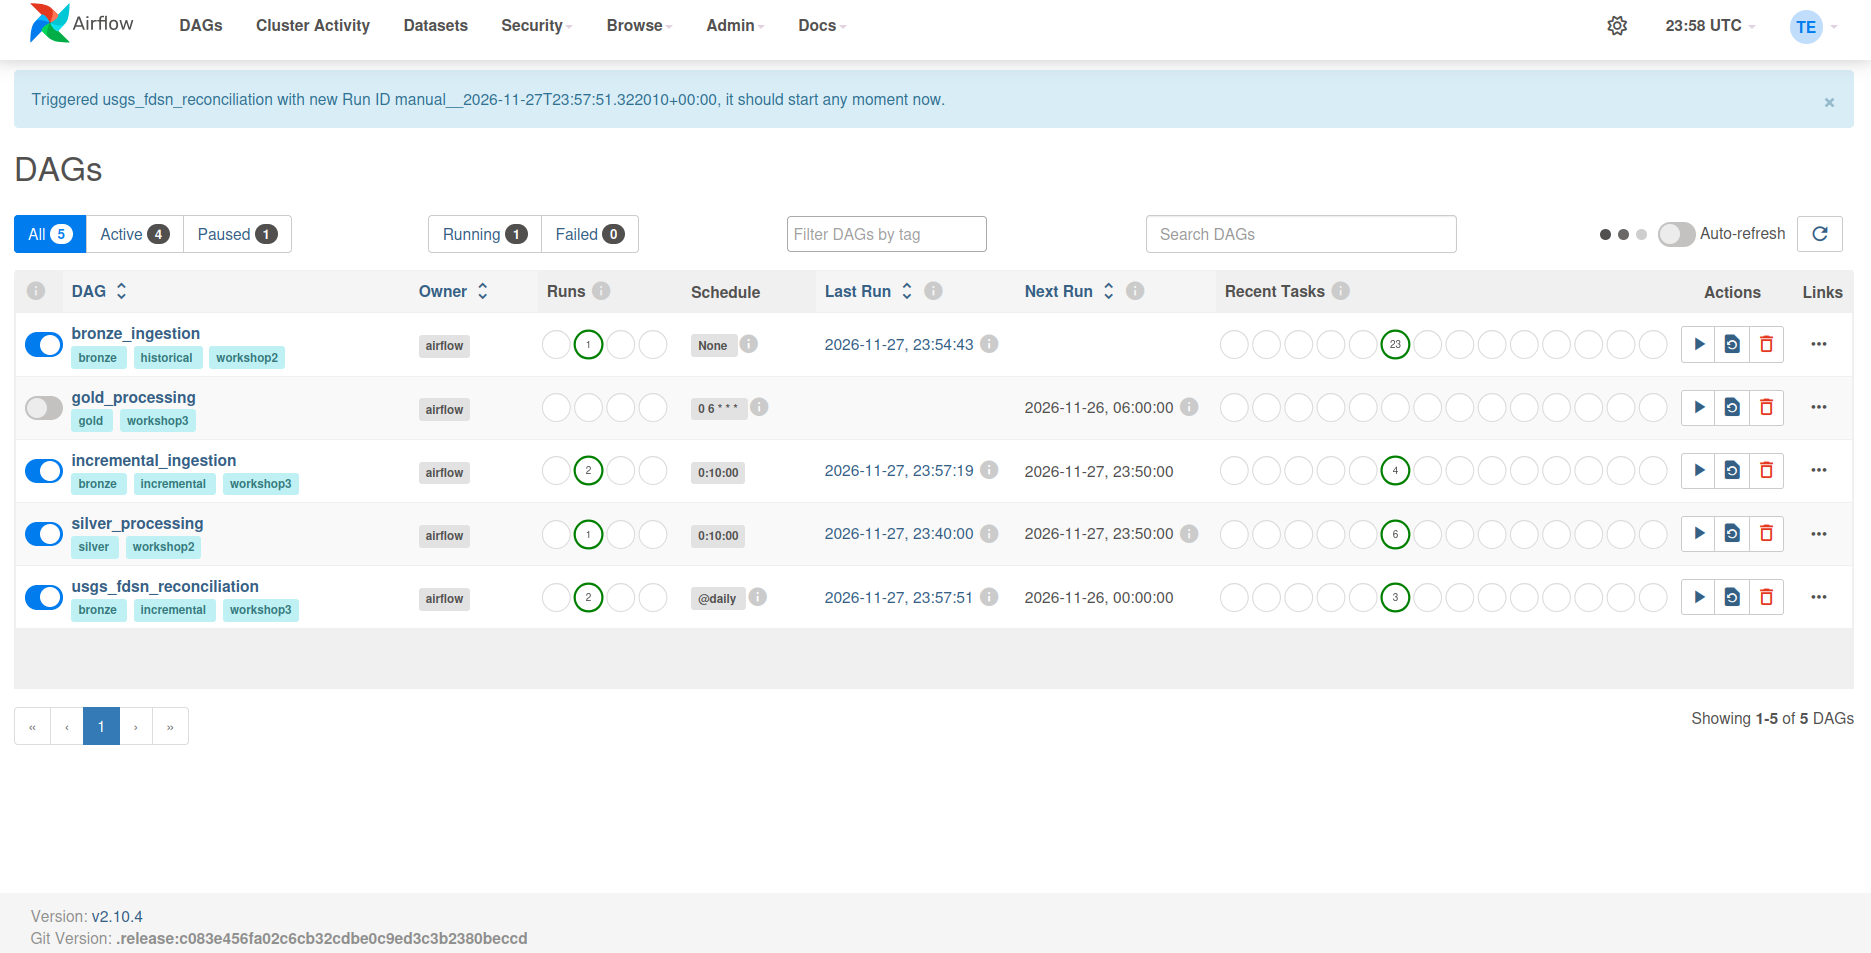 Airflow DAGs Cluster Activity Datasets Security Browse Admin Docs 23:58 UTC TE
Triggered usgs_fdsn_reconciliation with new Run ID manual__2026-11-27T23:57:51.322010+00:00, it should start any moment now. ×
DAGs
All 5 Active 4 Paused 1 Running 1 Failed 0 Filter DAGs by tag Search DAGs Auto-refresh
DAG Owner Runs Schedule Last Run Next Run Recent Tasks Actions Links
bronze_ingestion
bronze historical workshop2 airflow 1 None 2026-11-27, 23:54:43 23
gold_processing
gold workshop3 airflow 0 6 * * * 2026-11-26, 06:00:00
incremental_ingestion
bronze incremental workshop3 airflow 2 0:10:00 2026-11-27, 23:57:19 2026-11-27, 23:50:00 4
silver_processing
silver workshop2 airflow 1 0:10:00 2026-11-27, 23:40:00 2026-11-27, 23:50:00 6
usgs_fdsn_reconciliation
bronze incremental workshop3 airflow 2 @daily 2026-11-27, 23:57:51 2026-11-26, 00:00:00 3
« ‹ 1 › » Showing 1-5 of 5 DAGs
Version: v2.10.4
Git Version: .release:c083e456fa02c6cb32cdbe0c9ed3c3b2380beccd